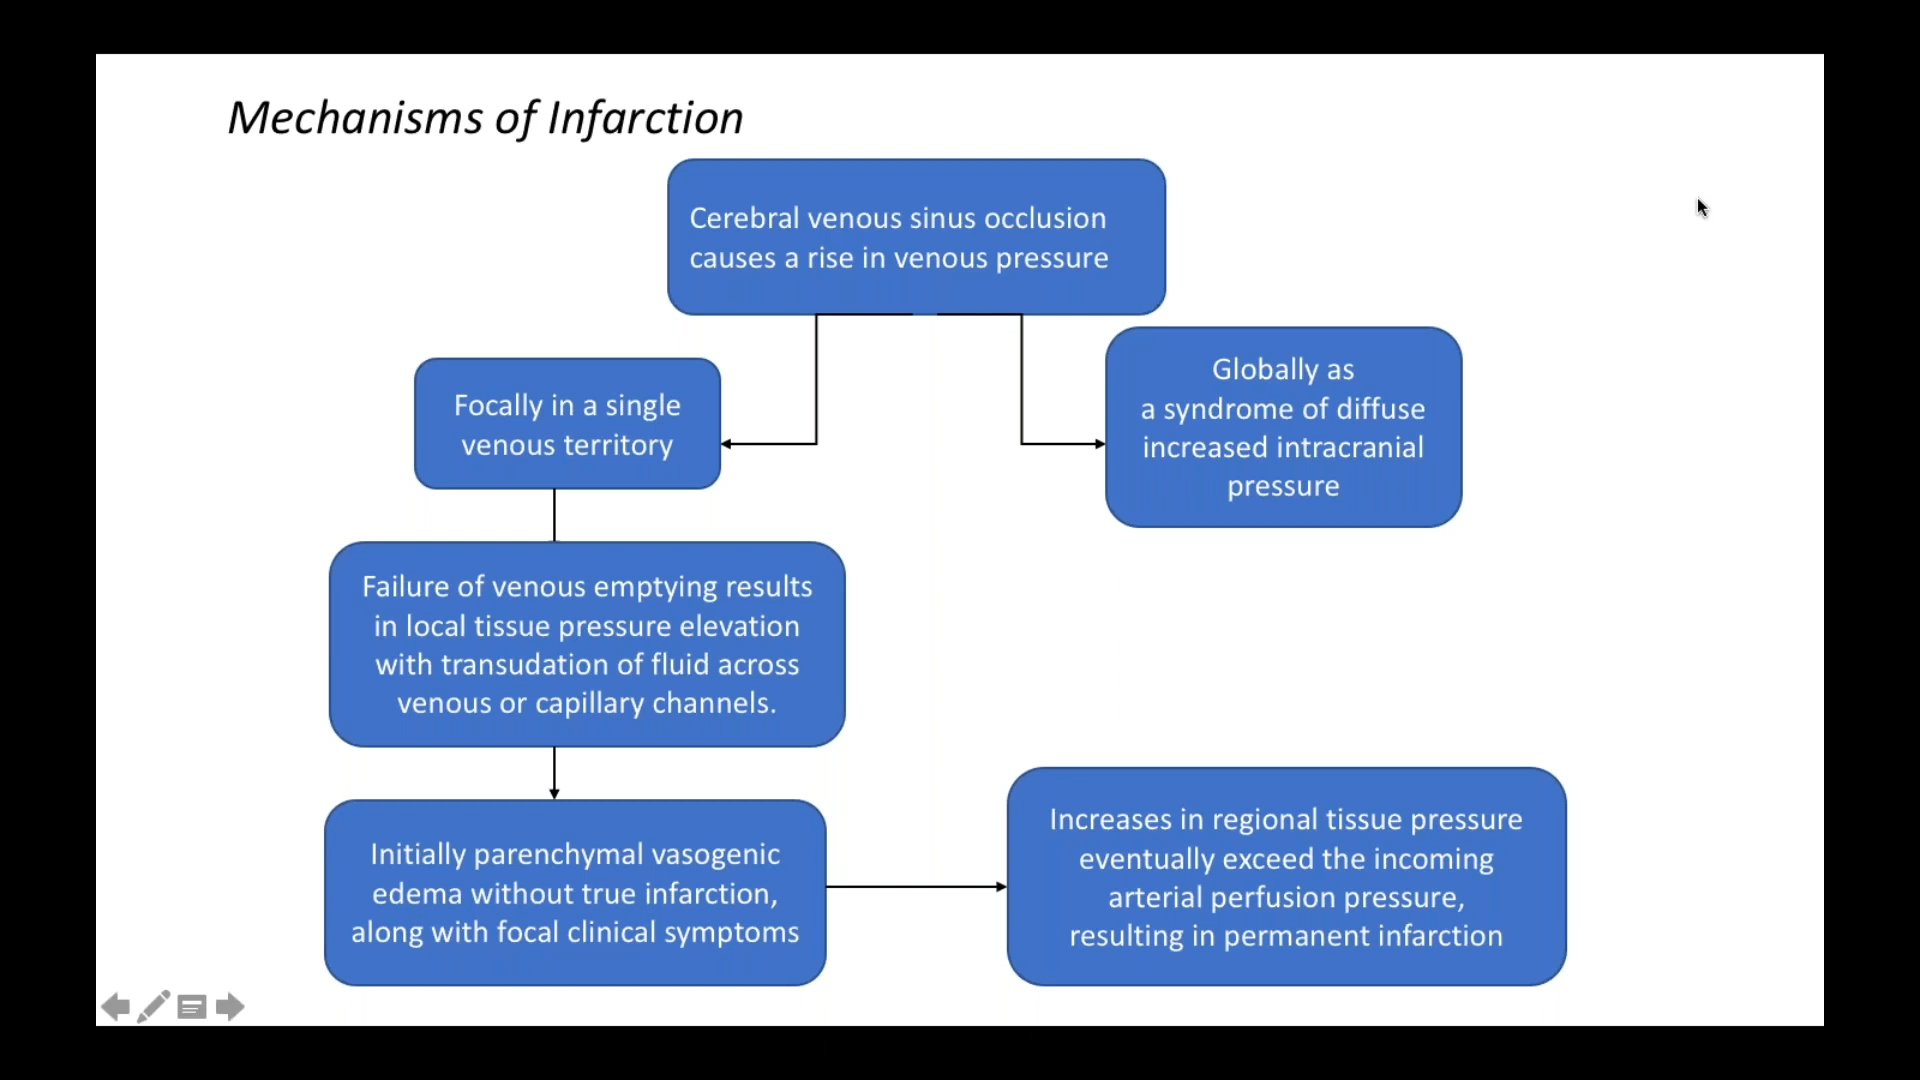 Mechanisms of Infarction
Cerebral venous sinus occlusion
causes a rise in venous pressure
Focally in a single
venous territory
Globally as
a syndrome of diffuse
increased intracranial
pressure
Failure of venous emptying results
in local tissue pressure elevation
with transudation of fluid across
venous or capillary channels.
Initially parenchymal vasogenic
edema without true infarction,
along with focal clinical symptoms
Increases in regional tissue pressure
eventually exceed the incoming
arterial perfusion pressure,
resulting in permanent infarction